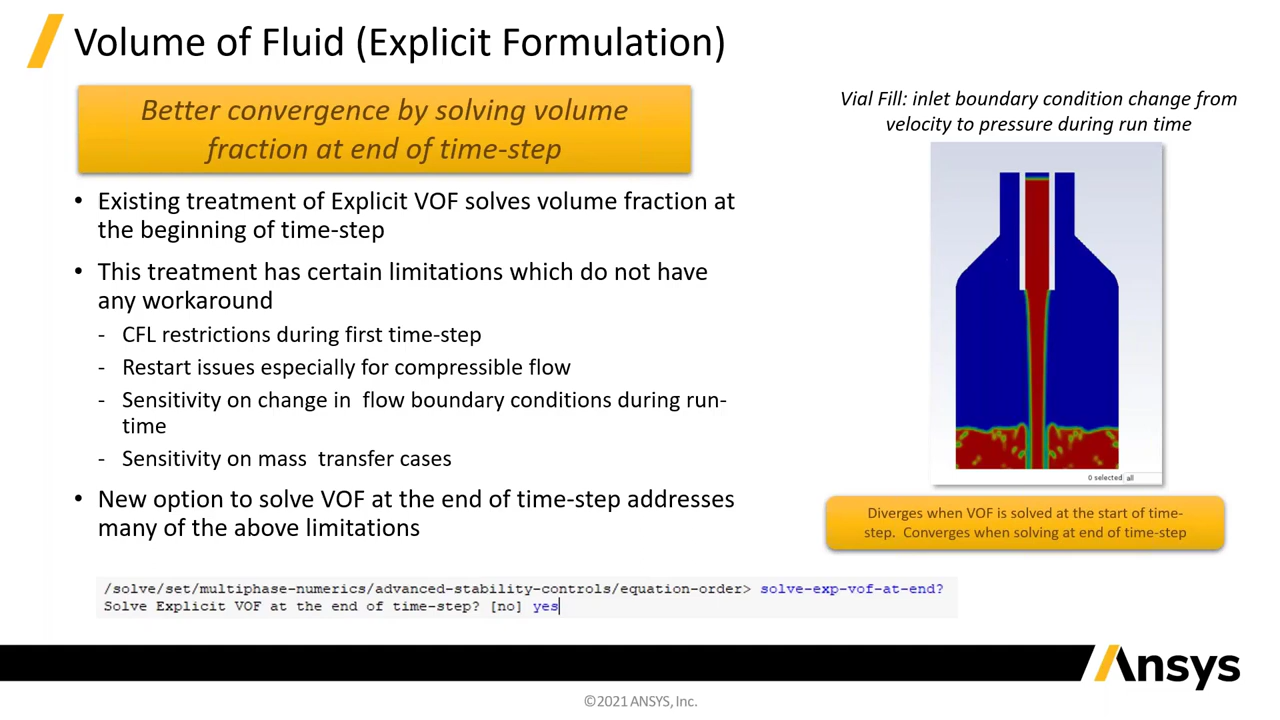 Volume of Fluid (Explicit Formulation)
Better convergence by solving volume
fraction at end of time-step
• Existing treatment of Explicit VOF solves volume fraction at
the beginning of time-step
• This treatment has certain limitations which do not have
any workaround
- CFL restrictions during first time-step
- Restart issues especially for compressible flow
- Sensitivity on change in flow boundary conditions during run-
time
- Sensitivity on mass transfer cases
• New option to solve VOF at the end of time-step addresses
many of the above limitations
Vial Fill: inlet boundary condition change from
velocity to pressure during run time
0 selected all
Diverges when VOF is solved at the start of time-
step. Converges when solving at end of time-step
/solve/set/multiphase-numerics/advanced-stability-controls/equation-order> solve-exp-vof-at-end?
Solve Explicit VOF at the end of time-step? [no] yes
Ansys
©2021 ANSYS, Inc.